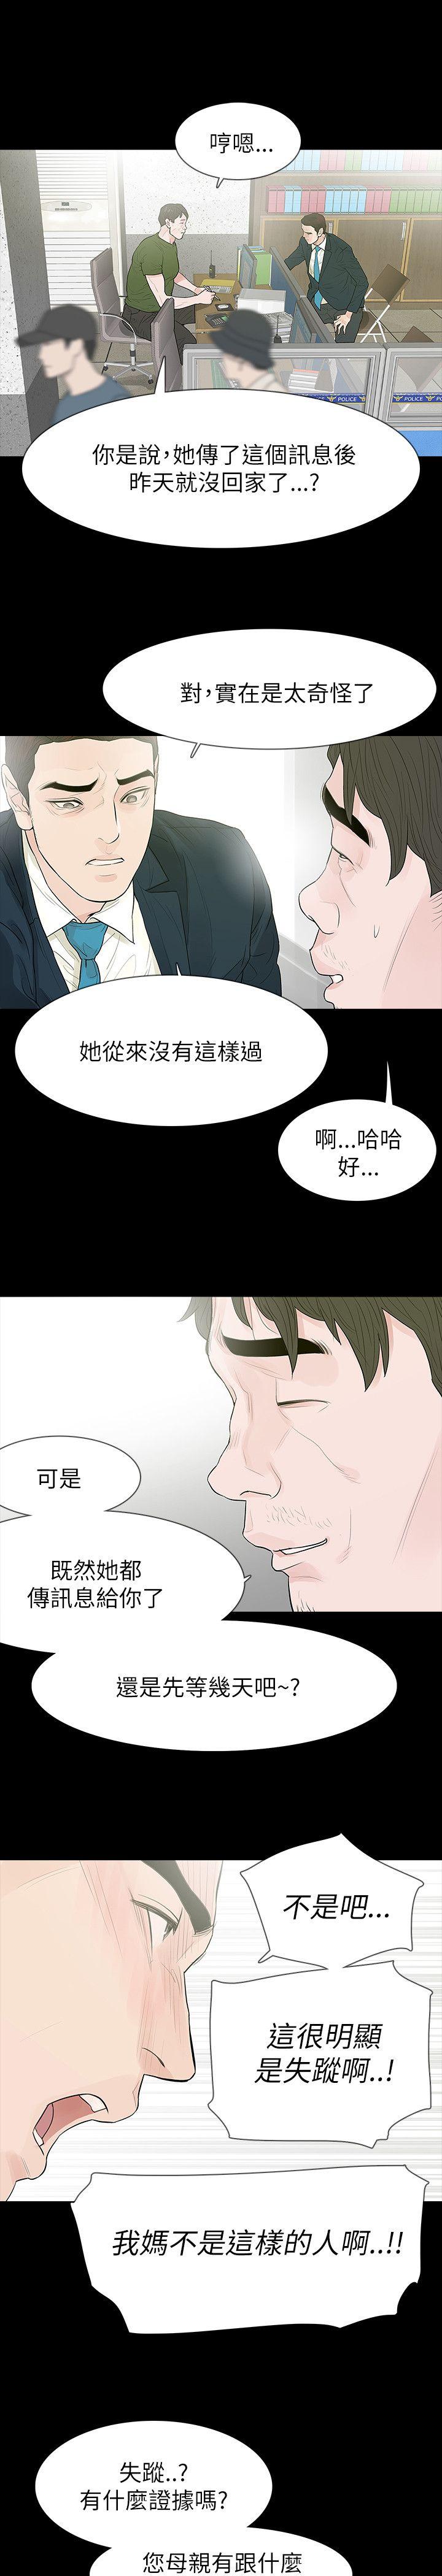 哼嗯...
POLICE
POLICE
POLICE
你是說，她傳了這個訊息後
昨天就沒回家了...?
對，實在是太奇怪了
她從來沒有這樣過
啊...哈哈
好...
可是
既然她都
傳訊息給你了
還是先等幾天吧~?
不是吧...
這很明顯
是失蹤啊..!
我媽不是這樣的人啊..!!
失蹤..?
有什麼證據嗎?
您母親有跟什麼